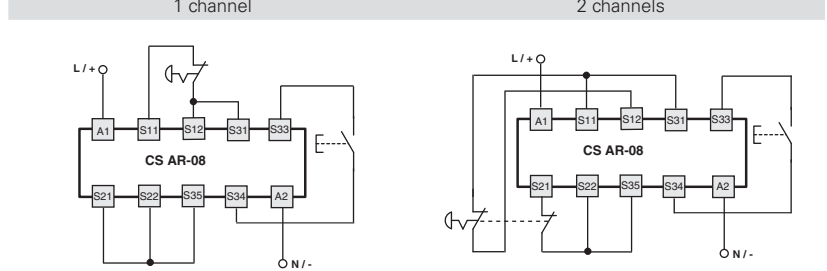 1 channel 2 channels
L / + L / +
A1 S11 S12 S31 S33 A1 S11 S12 S31 S33
CS AR-08 CS AR-08
S21 S22 S35 S34 A2 S21 S22 S35 S34 A2
N / - N / -